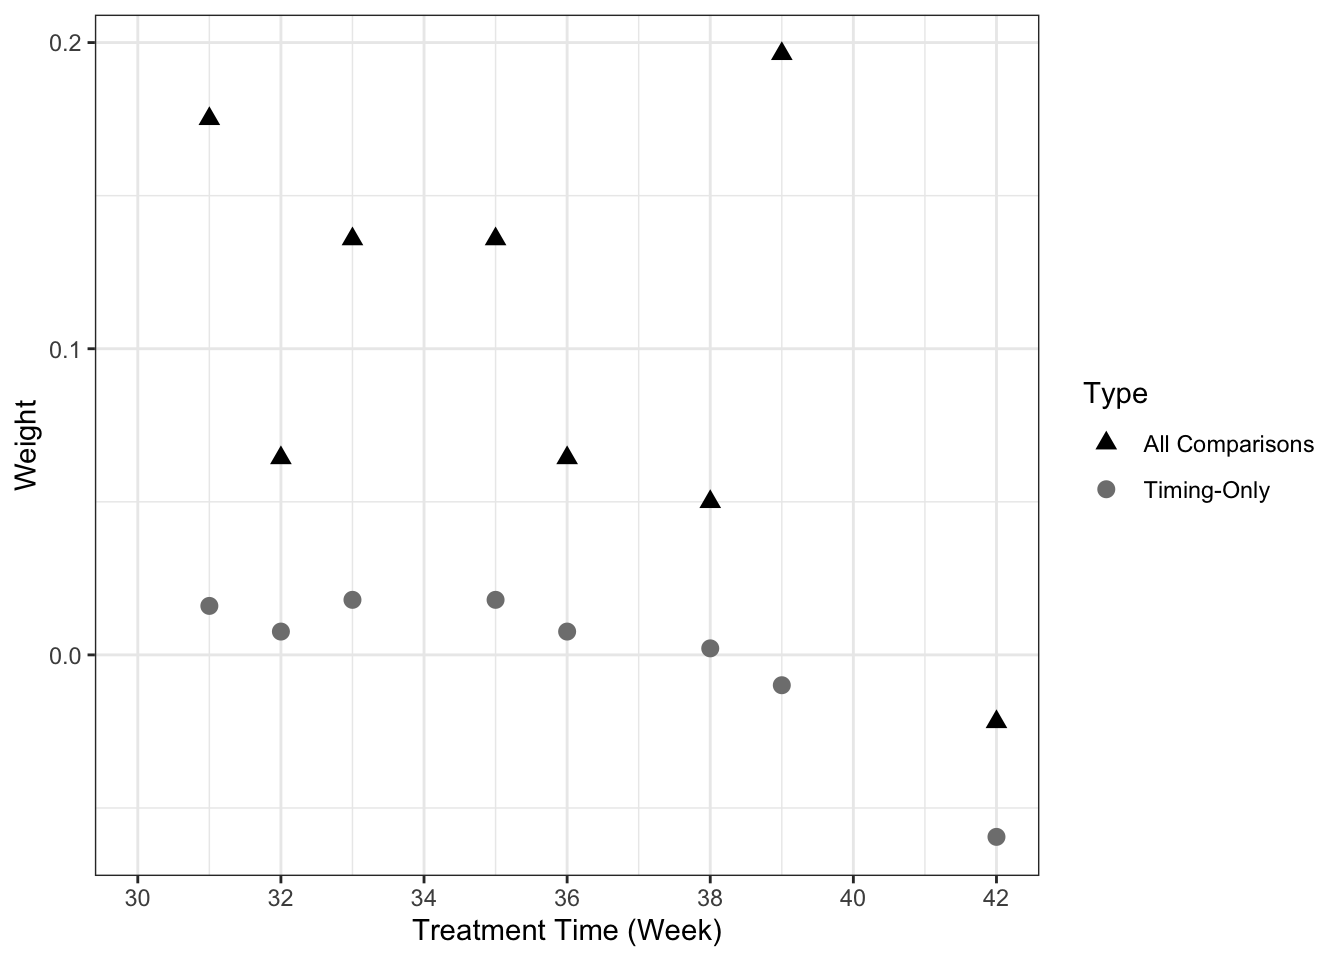 0.2
0.1
0.0
Weight
30 32 34 36 38 40 42
Treatment Time (Week)
Type
All Comparisons
Timing-Only